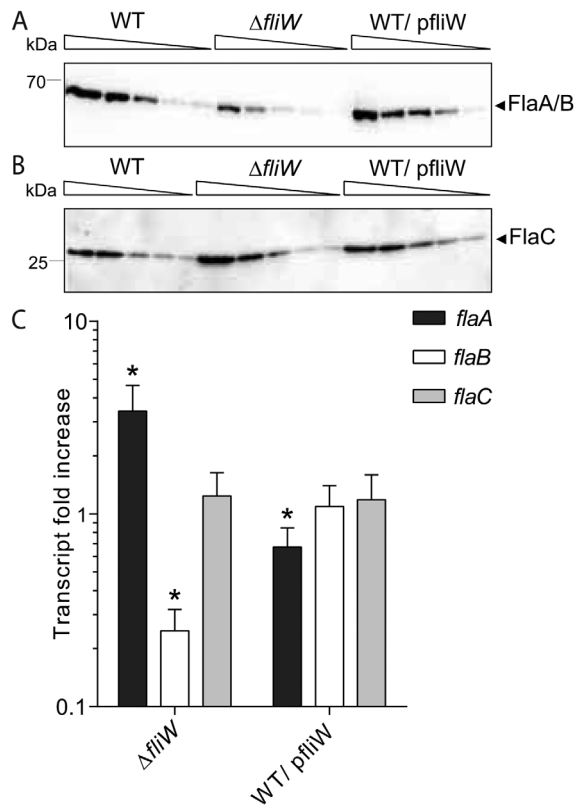 A
WT
ΔfliW
WT/ pfliW
kDa
70
FlaA/B
B
WT
ΔfliW
WT/ pfliW
kDa
25
FlaC
C
10
1
0.1
Transcript fold increase
*
*
*
flaA
flaB
flaC
ΔfliW
WT/ pfliW